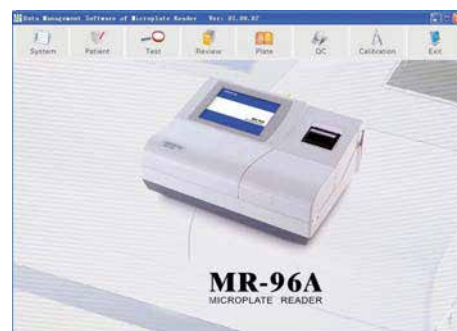 Data Management Software of Microplate Reader Ver: 01.00.02
System Patient Test Review Plate QC Calibration Exit
MR-96A
MICROPLATE READER